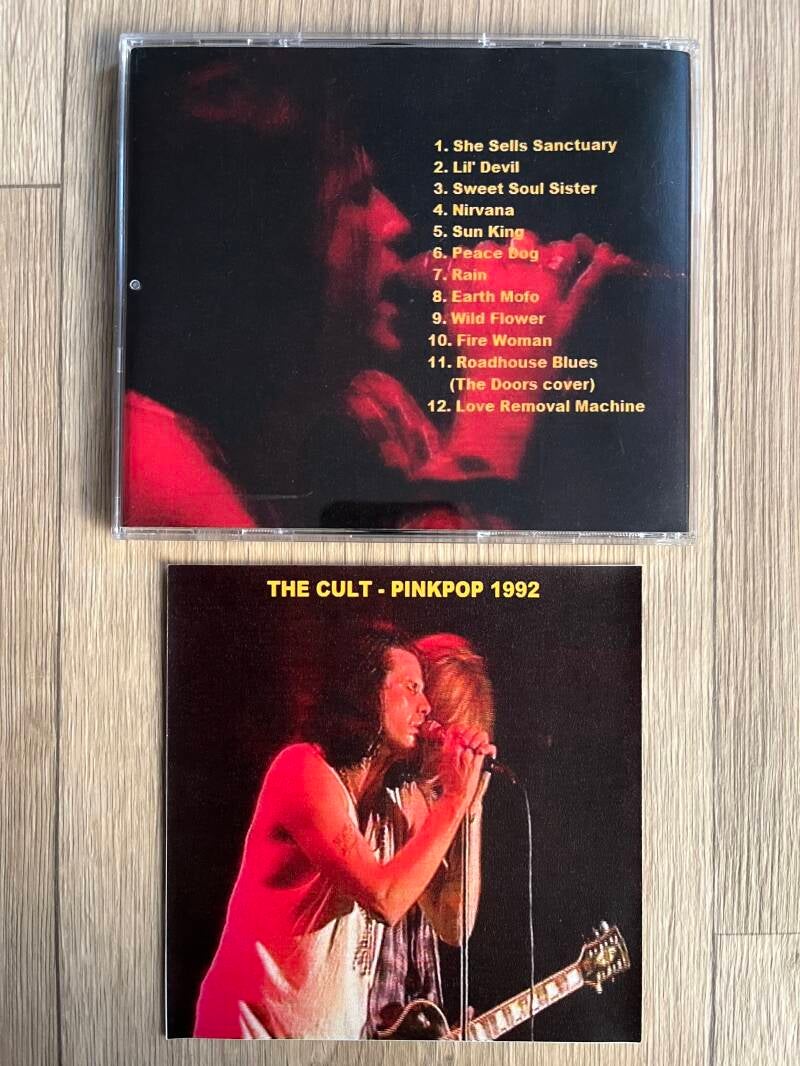 1. She Sells Sanctuary
2. Lil' Devil
3. Sweet Soul Sister
4. Nirvana
5. Sun King
6. Peace Dog
7. Rain
8. Earth Mofo
9. Wild Flower
10. Fire Woman
11. Roadhouse Blues
(The Doors cover)
12. Love Removal Machine
THE CULT - PINKPOP 1992